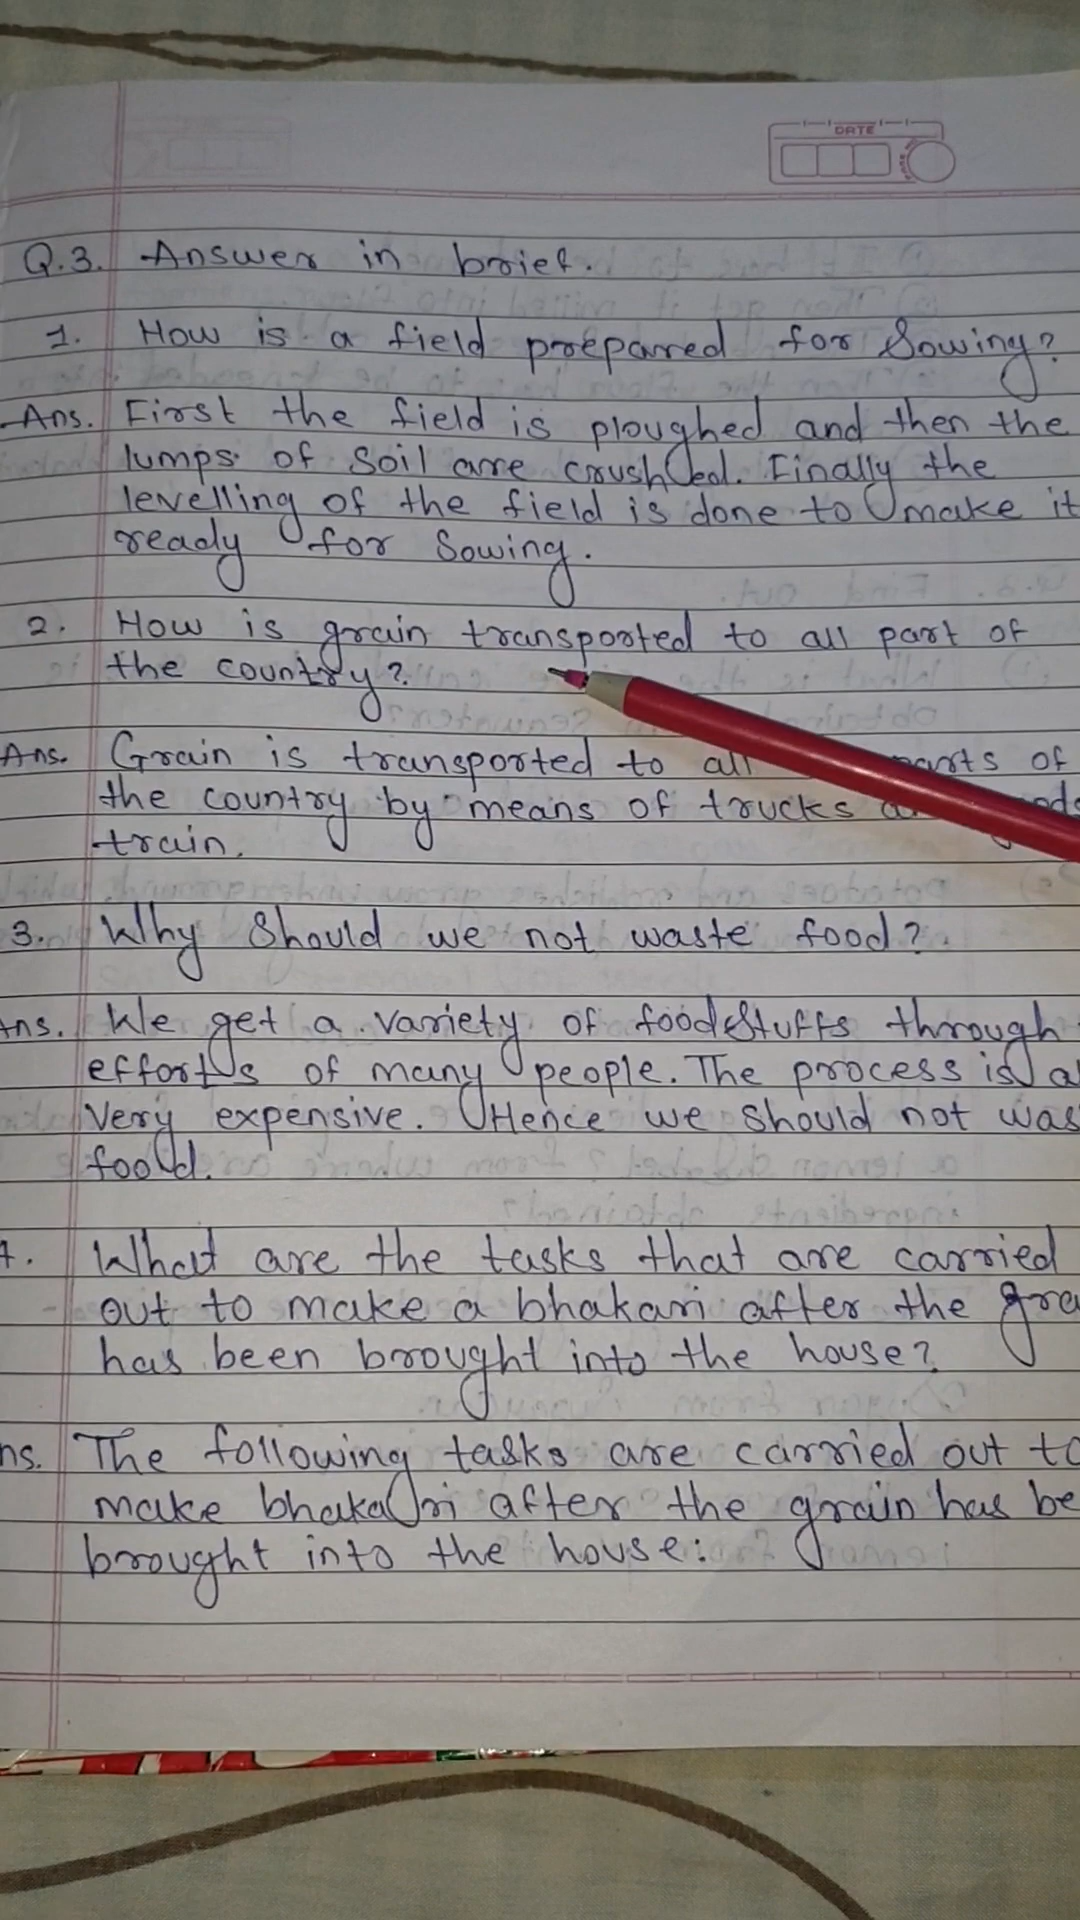 DATE
Q.3. Answer in brief.
1. How is a field prepared for Sowing?
Ans. First the field is ploughed and then the
lumps of soil are crushed. Finally the
levelling of the field is done to make it
ready for Sowing.
2. How is grain transported to all part of
the country?
Ans. Grain is transported to all parts of
the country by means of trucks
train.
3. Why Should we not waste food?
Ans. We get a variety of foodstuffs through
efforts of many people. The process is
very expensive. Hence we should not
food.
What are the tasks that are carried
out to make a bhakari after the
has been brought into the house?
The following tasks are carried out to
make bhakari after the grain has
brought into the house: